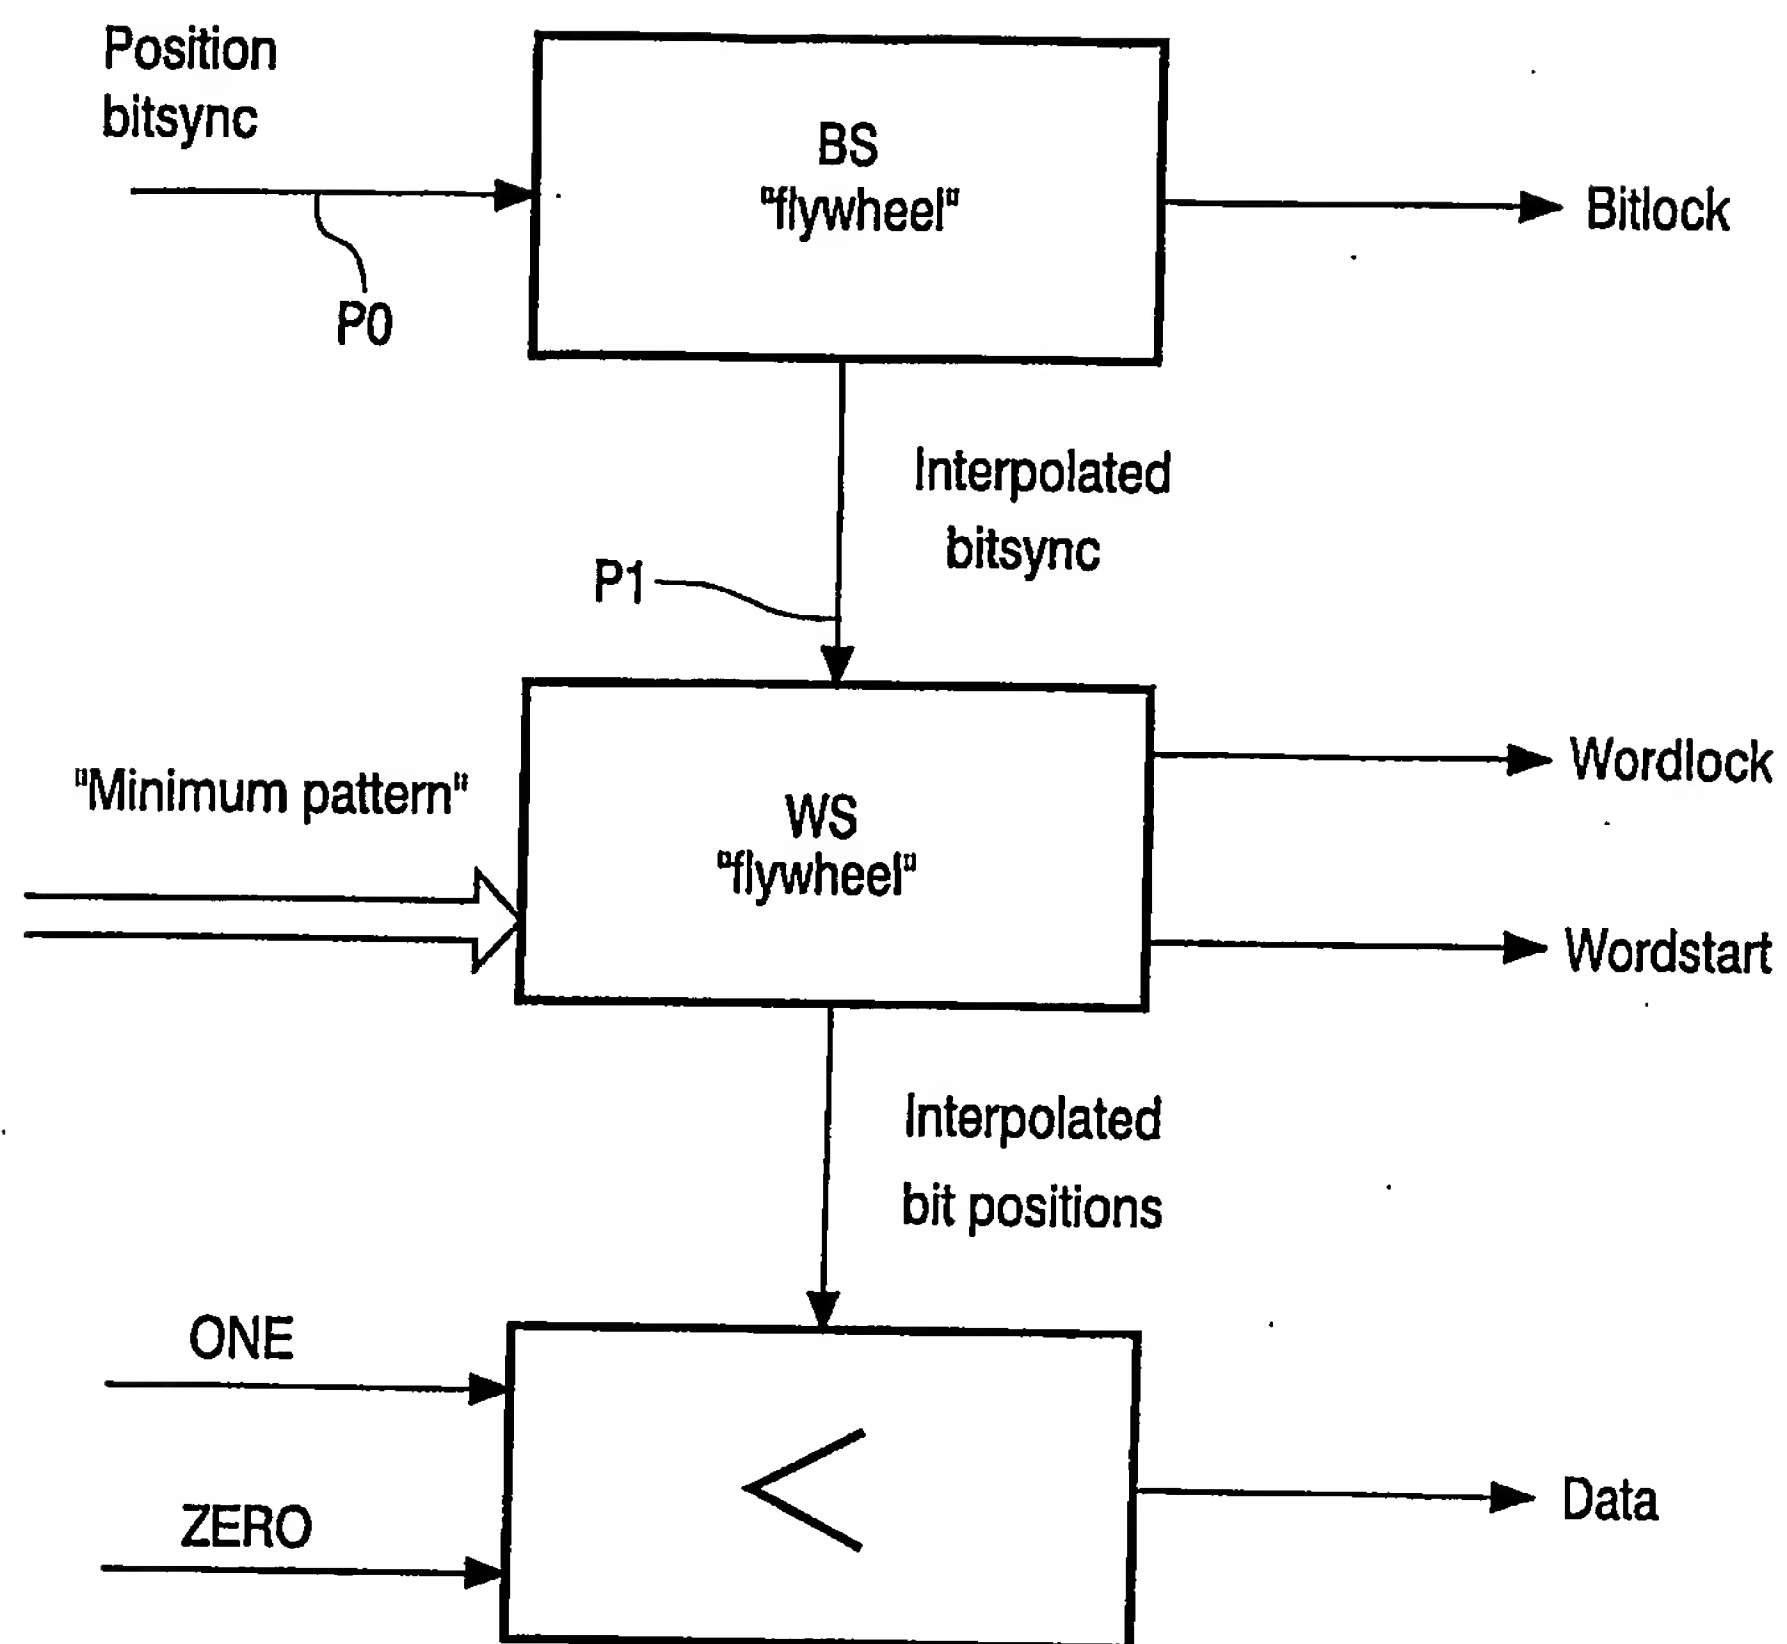 Position
bitsync
BS
"flywheel"
Bitlock
P0
Interpolated
bitsync
P1
"Minimum pattern"
WS
"flywheel"
Wordlock
Wordstart
Interpolated
bit positions
ONE
ZERO
<
Data